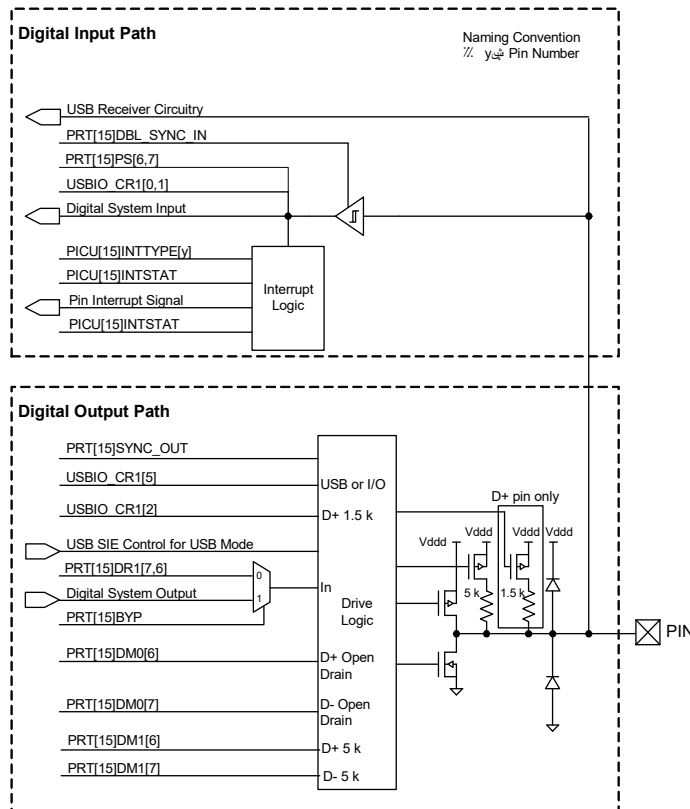 Digital Input Path
Naming Convention
y Pin Number
USB Receiver Circuitry
PRT[15]DBL_SYNC_IN
PRT[15]PS[6,7]
USBIO_CR1[0,1]
Digital System Input
PICU[15]INTTYPE[y]
PICU[15]INTSTAT
Pin Interrupt Signal
PICU[15]INTSTAT
Interrupt
Logic
Digital Output Path
PRT[15]SYNC_OUT
USBIO_CR1[5]
USB or I/O
USBIO_CR1[2]
D+ 1.5 k
D+ pin only
Vddd
Vddd
Vddd
Vddd
USB SIE Control for USB Mode
PRT[15]DR1[7,6]
0
In
5 k
1.5 k
Digital System Output
1
Drive
Logic
PRT[15]BYP
PIN
PRT[15]DM0[6]
D+ Open
Drain
PRT[15]DM0[7]
D- Open
Drain
PRT[15]DM1[6]
D+ 5 k
PRT[15]DM1[7]
D- 5 k